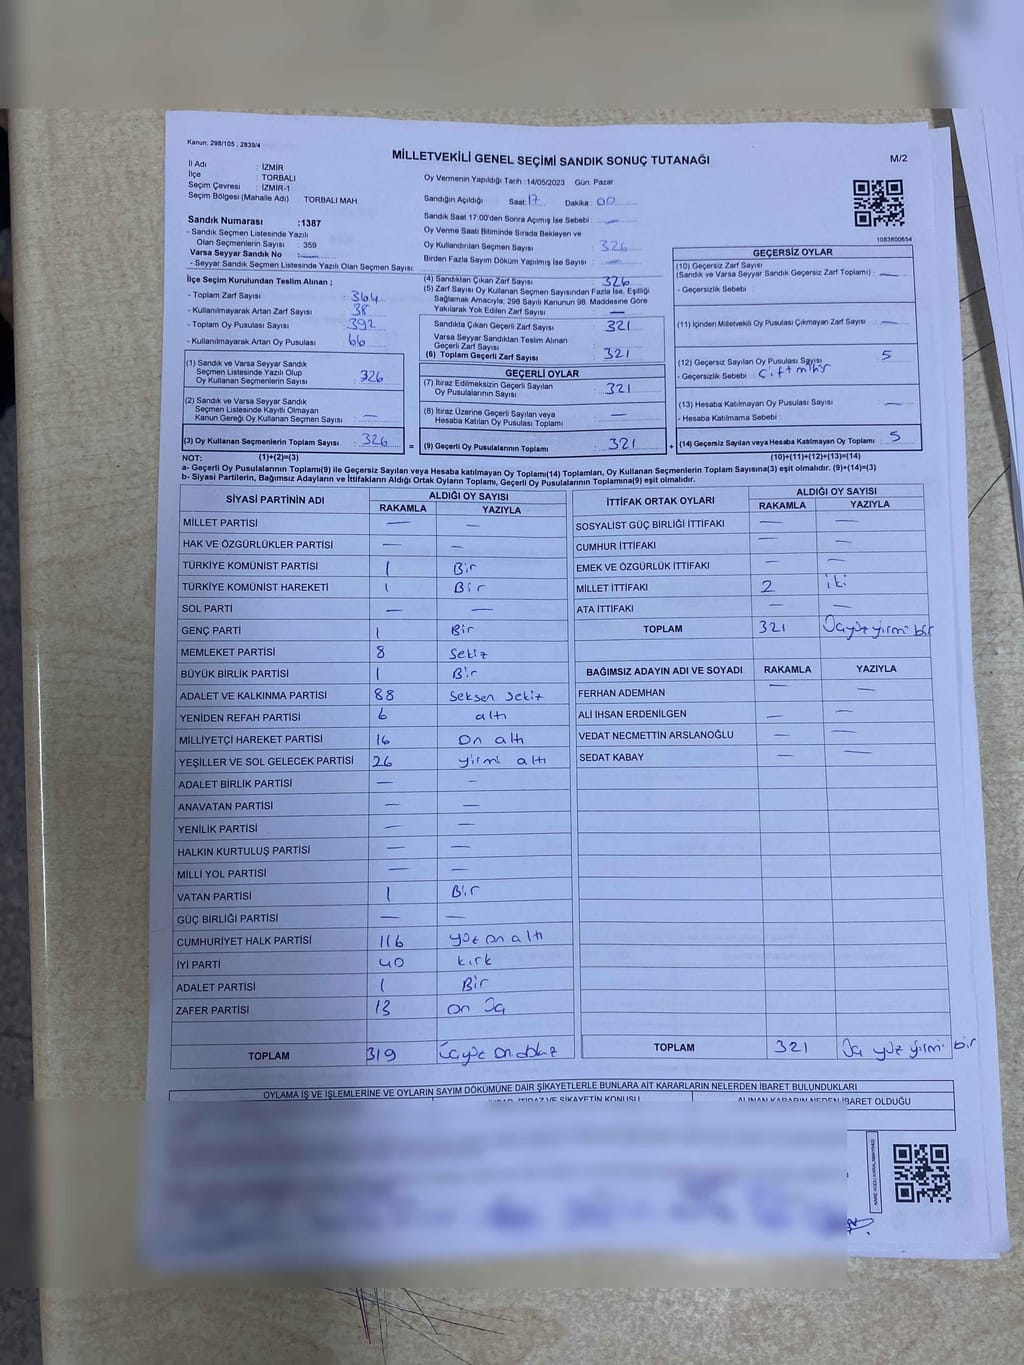 Kanun: 298/105 ; 2839/4
MİLLETVEKİLİ GENEL SEÇİMİ SANDIK SONUÇ TUTANAĞI
M/2
İl Adı : İZMİR
İlçe : TORBALI
Seçim Çevresi : İZMİR-1
Seçim Bölgesi (Mahalle Adı) TORBALI MAH.
Sandık Numarası :1387
- Sandık Seçmen Listesinde Yazılı
Olan Seçmenlerin Sayısı : 359
Varsa Seyyar Sandık No : —
- Seyyar Sandık Seçmen Listesinde Yazılı Olan Seçmen Sayısı:
Oy Vermenin Yapıldığı Tarih :14/05/2023 Gün: Pazar
Sandığın Açıldığı Saat 17 Dakika : 00
Sandık Saat 17:00'den Sonra Açımış İse Sebebi : —
Oy Verme Saati Bitiminde Sırada Bekleyen ve
Oy Kullandırılan Seçmen Sayısı : 326
Birden Fazla Sayım Döküm Yapılmış İse Sayısı : —
1083800654
İlçe Seçim Kurulundan Teslim Alınan ;
- Toplam Zarf Sayısı : 364
- Kullanılmayarak Artan Zarf Sayısı : 38
- Toplam Oy Pusulası Sayısı : 392
- Kullanılmayarak Artan Oy Pusulası : 66
(1) Sandık ve Varsa Seyyar Sandık
Seçmen Listesinde Yazılı Olup
Oy Kullanan Seçmenlerin Sayısı : 326
(2) Sandık ve Varsa Seyyar Sandık
Seçmen Listesinde Kayıtlı Olmayan
Kanun Gereği Oy Kullanan Seçmen Sayısı : —
(3) Oy Kullanan Seçmenlerin Toplam Sayısı : 326
(4) Sandıktan Çıkan Zarf Sayısı : 326
(5) Zarf Sayısı Oy Kullanan Seçmen Sayısından Fazla İse, Eşitliği
Sağlamak Amacıyla; 298 Sayılı Kanunun 98. Maddesine Göre
Yakılarak Yok Edilen Zarf Sayısı : —
Sandıkta Çıkan Geçerli Zarf Sayısı : 321
Varsa Seyyar Sandıktan Teslim Alınan
Geçerli Zarf Sayısı
(6) Toplam Geçerli Zarf Sayısı : 321
GEÇERLİ OYLAR
(7) İtiraz Edilmeksizin Geçerli Sayılan
Oy Pusulalarının Sayısı : 321
(8) İtiraz Üzerine Geçerli Sayılan veya
Hesaba Katılan Oy Pusulası Toplamı : —
= (9) Geçerli Oy Pusulalarının Toplamı : 321
GEÇERSİZ OYLAR
(10) Geçersiz Zarf Sayısı
(Sandık ve Varsa Seyyar Sandık Geçersiz Zarf Toplamı) : —
- Geçersizlik Sebebi :
(11) İçinden Milletvekili Oy Pusulası Çıkmayan Zarf Sayısı : —
(12) Geçersiz Sayılan Oy Pusulası Sayısı : 5
- Geçersizlik Sebebi : Çift mühür
(13) Hesaba Katılmayan Oy Pusulası Sayısı : —
- Hesaba Katılmama Sebebi :
+ (14) Geçersiz Sayılan veya Hesaba Katılmayan Oy Toplamı : 5
NOT: (1)+(2)=(3) (10)+(11)+(12)+(13)=(14)
a- Geçerli Oy Pusulalarının Toplamı(9) ile Geçersiz Sayılan veya Hesaba katılmayan Oy Toplamı(14) Toplamları, Oy Kullanan Seçmenlerin Toplam Sayısına(3) eşit olmalıdır. (9)+(14)=(3)
b- Siyasi Partilerin, Bağımsız Adayların ve İttifakların Aldığı Ortak Oyların Toplamı, Geçerli Oy Pusulalarının Toplamına(9) eşit olmalıdır.
SİYASİ PARTİNİN ADI ALDIĞI OY SAYISI
RAKAMLA YAZIYLA
MİLLET PARTİSİ — —
HAK VE ÖZGÜRLÜKLER PARTİSİ — —
TÜRKİYE KOMÜNİST PARTİSİ 1 Bir
TÜRKİYE KOMÜNİST HAREKETİ 1 Bir
SOL PARTİ — —
GENÇ PARTİ 1 Bir
MEMLEKET PARTİSİ 8 Sekiz
BÜYÜK BİRLİK PARTİSİ 1 Bir
ADALET VE KALKINMA PARTİSİ 88 Seksen Sekiz
YENİDEN REFAH PARTİSİ 6 altı
MİLLİYETÇİ HAREKET PARTİSİ 16 On altı
YEŞİLLER VE SOL GELECEK PARTİSİ 26 yirmi altı
ADALET BİRLİK PARTİSİ — —
ANAVATAN PARTİSİ — —
YENİLİK PARTİSİ — —
HALKIN KURTULUŞ PARTİSİ — —
MİLLİ YOL PARTİSİ — —
VATAN PARTİSİ 1 Bir
GÜÇ BİRLİĞİ PARTİSİ — —
CUMHURİYET HALK PARTİSİ 116 yüz on altı
İYİ PARTİ 40 kırk
ADALET PARTİSİ 1 Bir
ZAFER PARTİSİ 13 on Üç
TOPLAM 319 Üçyüz on dokuz
İTTİFAK ORTAK OYLARI ALDIĞI OY SAYISI
RAKAMLA YAZIYLA
SOSYALİST GÜÇ BİRLİĞİ İTTİFAKI — —
CUMHUR İTTİFAKI — —
EMEK VE ÖZGÜRLÜK İTTİFAKI — —
MİLLET İTTİFAKI 2 iki
ATA İTTİFAKI — —
TOPLAM 321 Üçyüz yirmi bir
BAĞIMSIZ ADAYIN ADI VE SOYADI RAKAMLA YAZIYLA
FERHAN ADEMHAN — —
ALİ İHSAN ERDENİLGEN — —
VEDAT NECMETTİN ARSLANOĞLU — —
SEDAT KABAY — —
TOPLAM 321 Üç yüz yirmi bir
OYLAMA İŞ VE İŞLEMLERİNE VE OYLARIN SAYIM DÖKÜMÜNE DAİR ŞİKAYETLERLE BUNLARA AİT KARARLARIN NELERDEN İBARET BULUNDUKLARI
İTİRAZ VE ŞİKAYETİN KONUSU
ALINAN KARARIN NEDEN İBARET OLDUĞU